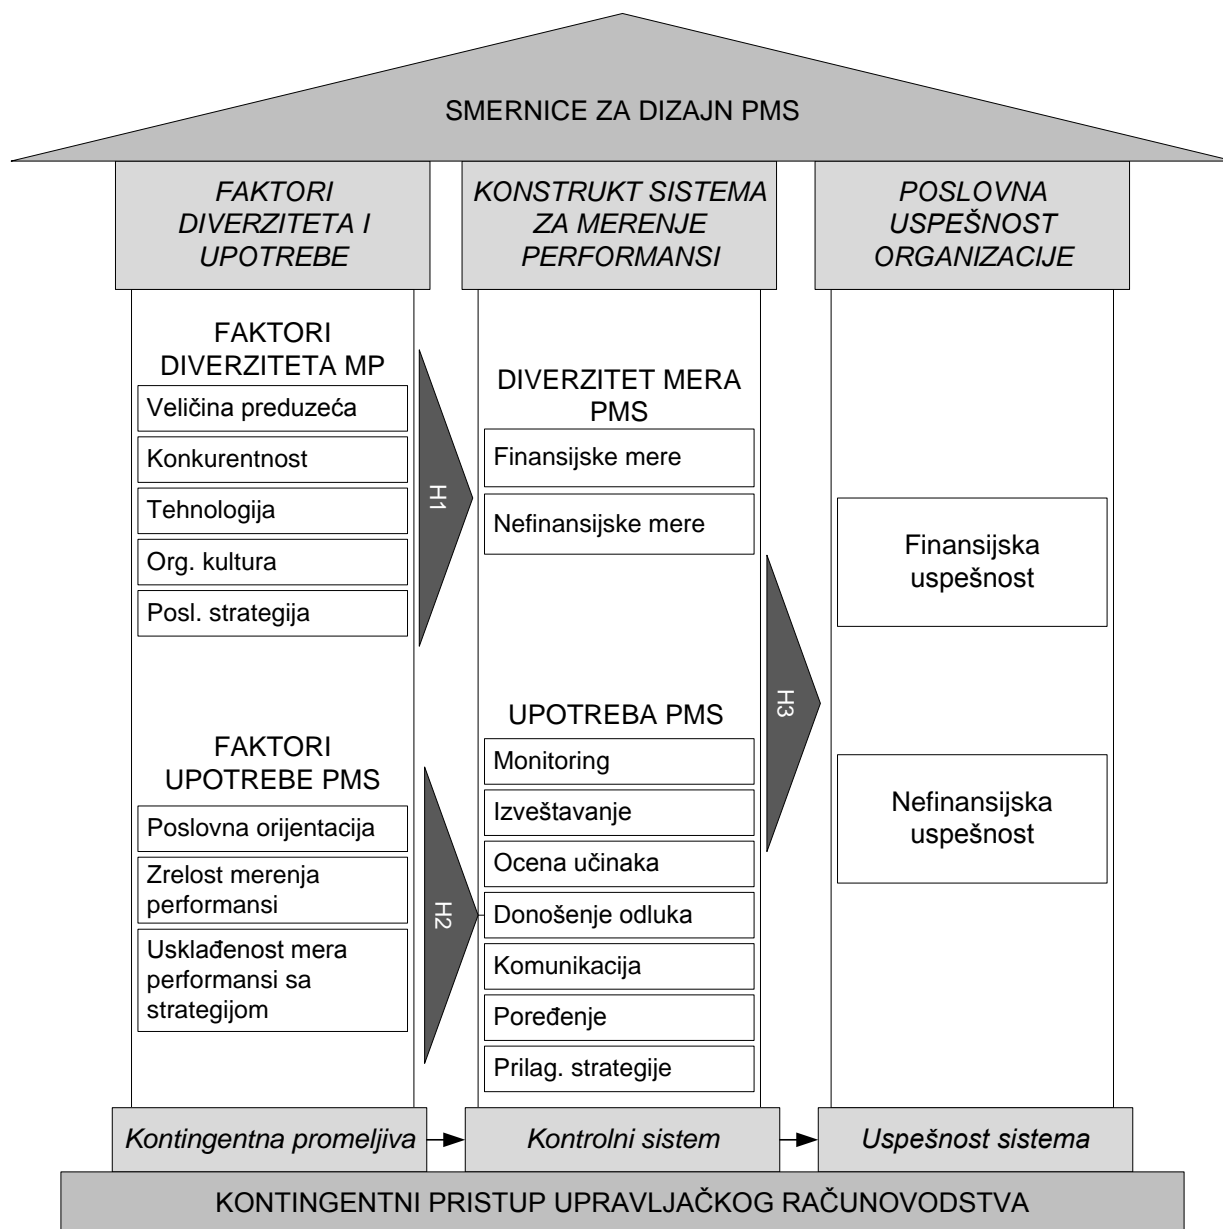 SMERNICE ZA DIZAJN PMS
FAKTORI
DIVERZITETA I
UPOTREBE
KONSTRUKT SISTEMA
ZA MERENJE
PERFORMANSI
POSLOVNA
USPEŠNOST
ORGANIZACIJE
FAKTORI
DIVERZITETA MP
Veličina preduzeća
Konkurentnost
Tehnologija
Org. kultura
Posl. strategija
H1
FAKTORI
UPOTREBE PMS
Poslovna orijentacija
Zrelost merenja
performansi
Usklađenost mera
performansi sa
strategijom
H2
DIVERZITET MERA
PMS
Finansijske mere
Nefinansijske mere
UPOTREBA PMS
Monitoring
Izveštavanje
Ocena učinaka
Donošenje odluka
Komunikacija
Poređenje
Prilag. strategije
H3
Finansijska
uspešnost
Nefinansijska
uspešnost
Kontingentna promeljiva
Kontrolni sistem
Uspešnost sistema
KONTINGENTNI PRISTUP UPRAVLJAČKOG RAČUNOVODSTVA